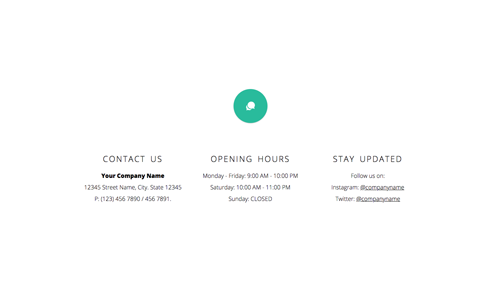 CONTACT US
Your Company Name
12345 Street Name, City. State 12345
P: (123) 456 7890 / 456 7891.
OPENING HOURS
Monday - Friday: 9:00 AM - 10:00 PM
Saturday: 10:00 AM - 11:00 PM
Sunday: CLOSED
STAY UPDATED
Follow us on:
Instagram: @companyname
Twitter: @companyname